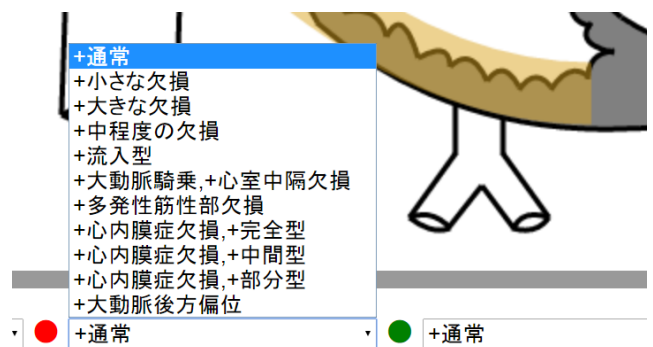 +通常
+小さな欠損
+大きな欠損
+中程度の欠損
+流入型
+大動脈騎乗,+心室中隔欠損
+多発性筋性部欠損
+心内膜症欠損,+完全型
+心内膜症欠損,+中間型
+心内膜症欠損,+部分型
+大動脈後方偏位
+通常
+通常